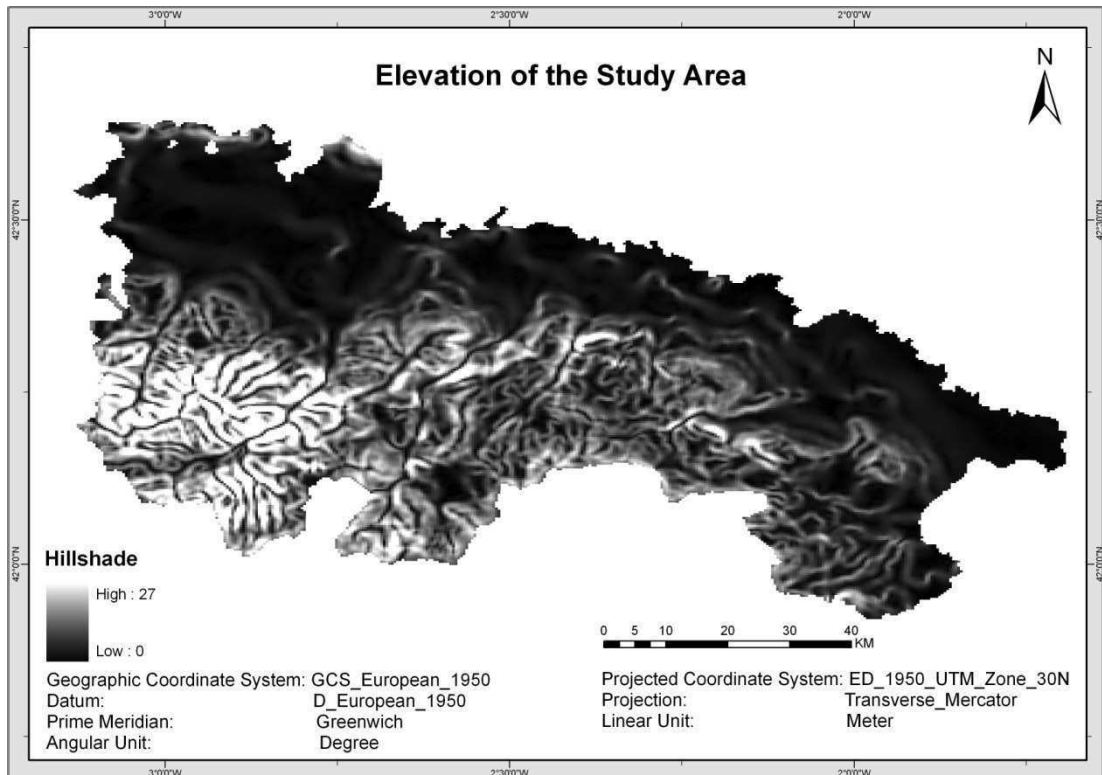 3°0'0"W 2°30'0"W 2°0'0"W
Elevation of the Study Area
N
42°30'0"N 42°30'0"N
42°0'0"N 42°0'0"N
Hillshade
High : 27
Low : 0
0 5 10 20 30 40
KM
Geographic Coordinate System: GCS_European_1950
Datum: D_European_1950
Prime Meridian: Greenwich
Angular Unit: Degree
Projected Coordinate System: ED_1950_UTM_Zone_30N
Projection: Transverse_Mercator
Linear Unit: Meter
3°0'0"W 2°30'0"W 2°0'0"W